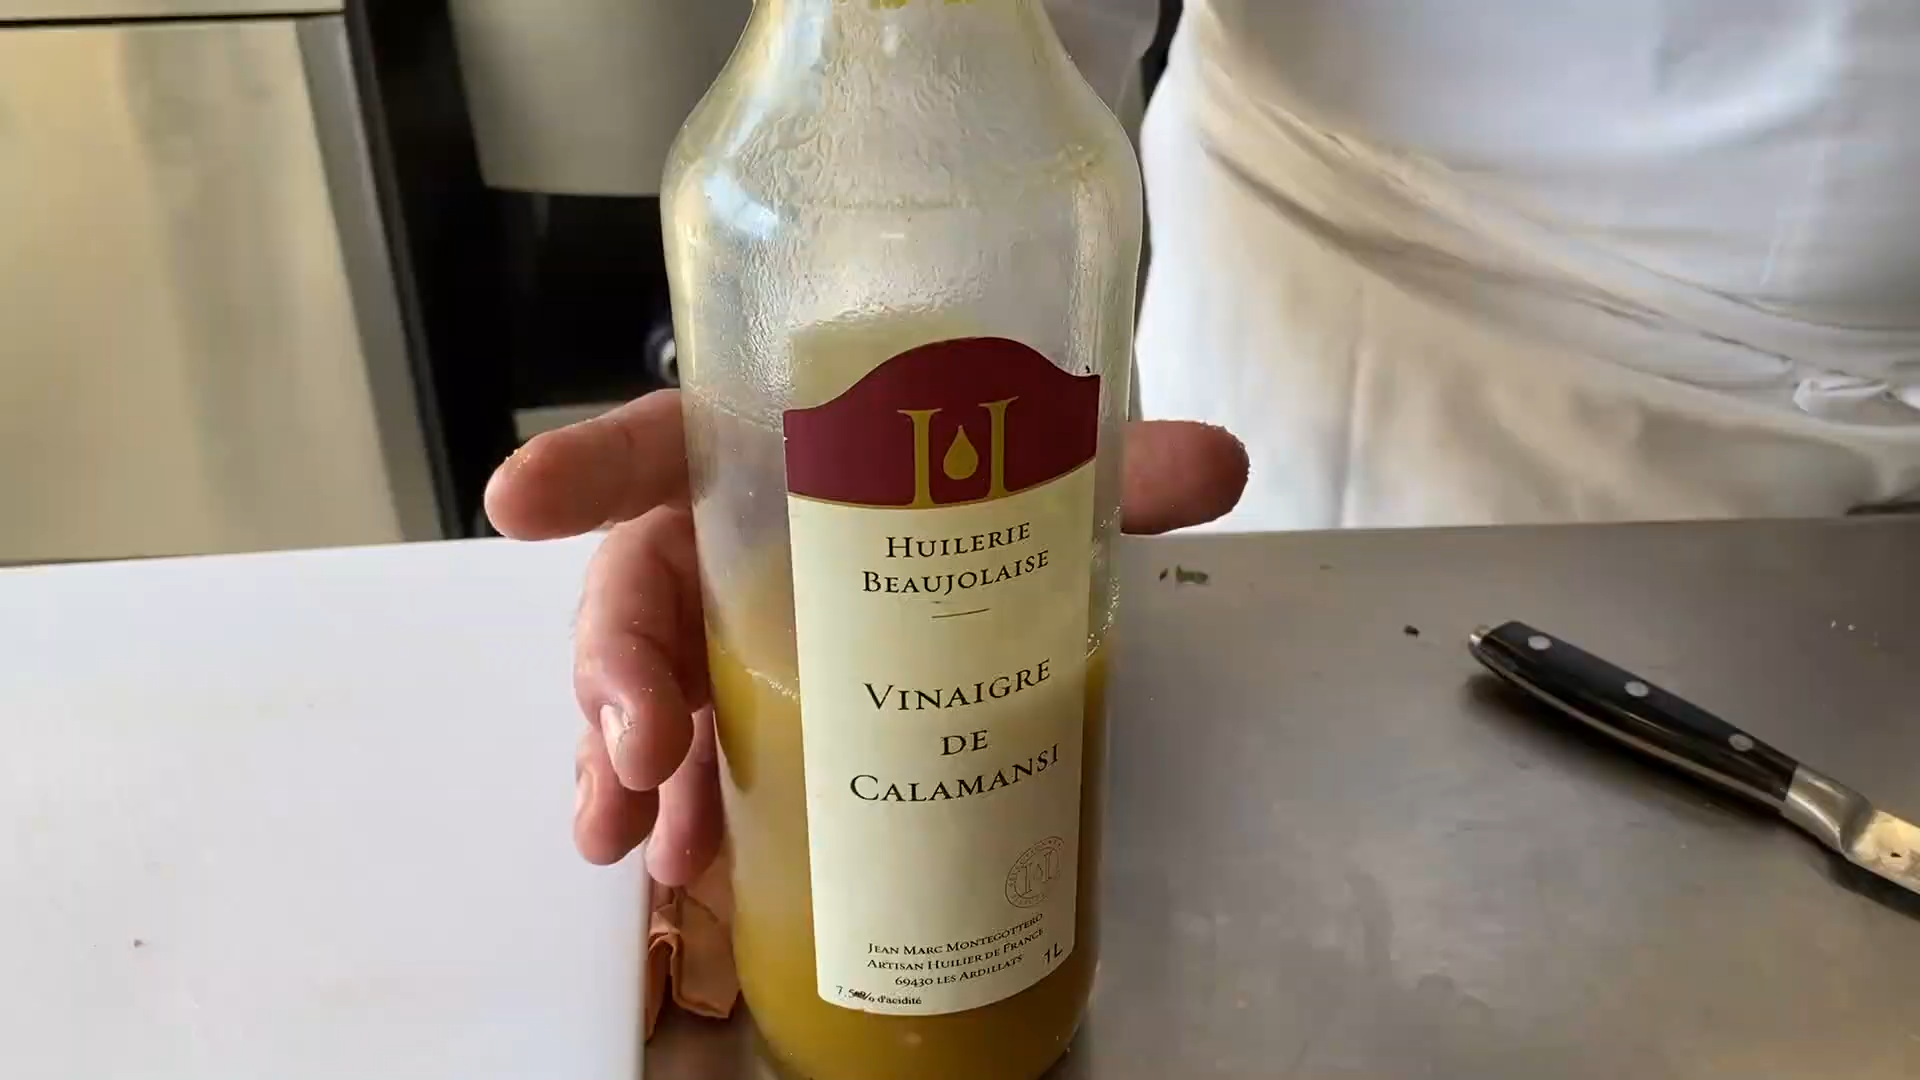 HUILERIE
BEAUJOLAISE
VINAIGRE
DE
CALAMANSI
JEAN MARC MONTEGOTTERO
ARTISAN HUILIER DE FRANCE
69430 LES ARDILLATS
1L
d'acidité